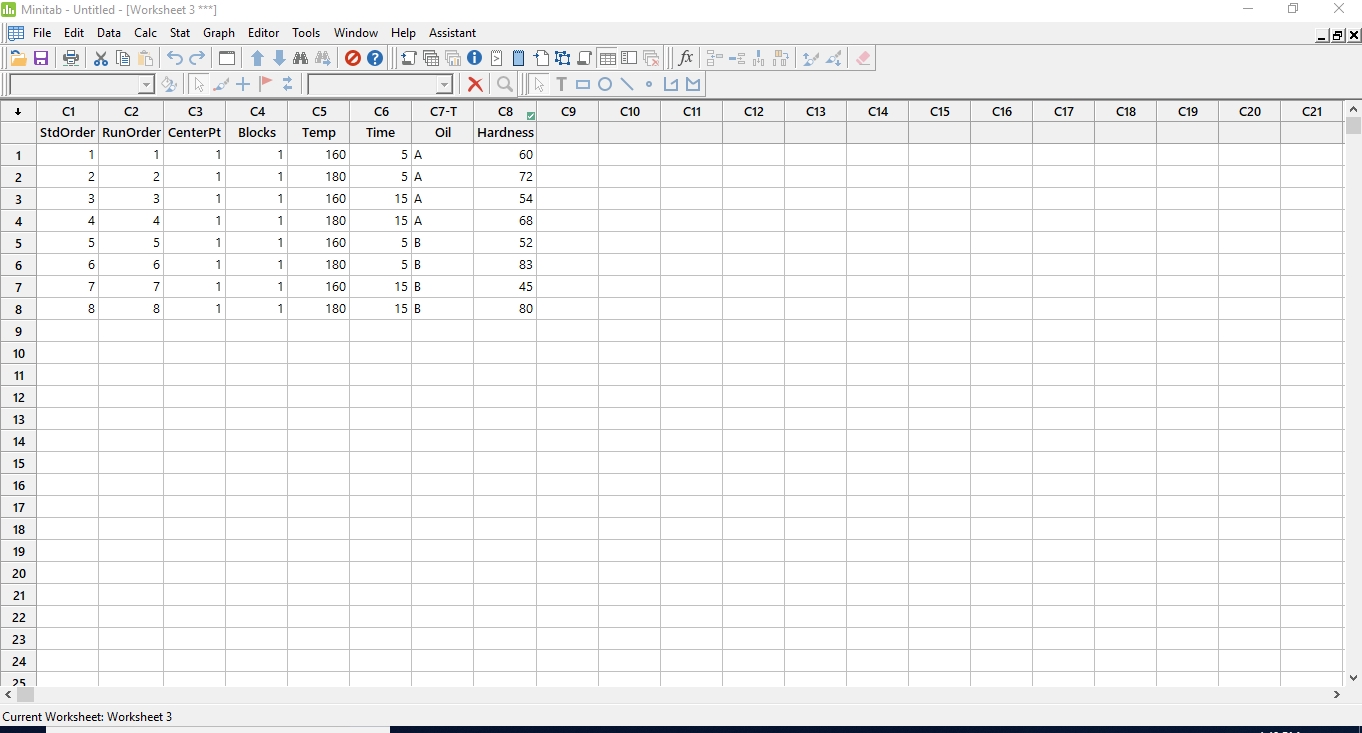 Minitab - Untitled - [Worksheet 3 ***]
File Edit Data Calc Stat Graph Editor Tools Window Help Assistant
C1 C2 C3 C4 C5 C6 C7-T C8 C9 C10 C11 C12 C13 C14 C15 C16 C17 C18 C19 C20 C21
StdOrder RunOrder CenterPt Blocks Temp Time Oil Hardness
1 1 1 1 1 160 5 A 60
2 2 2 1 1 180 5 A 72
3 3 3 1 1 160 15 A 54
4 4 4 1 1 180 15 A 68
5 5 5 1 1 160 5 B 52
6 6 6 1 1 180 5 B 83
7 7 7 1 1 160 15 B 45
8 8 8 1 1 180 15 B 80
9
10
11
12
13
14
15
16
17
18
19
20
21
22
23
24
25
Current Worksheet: Worksheet 3